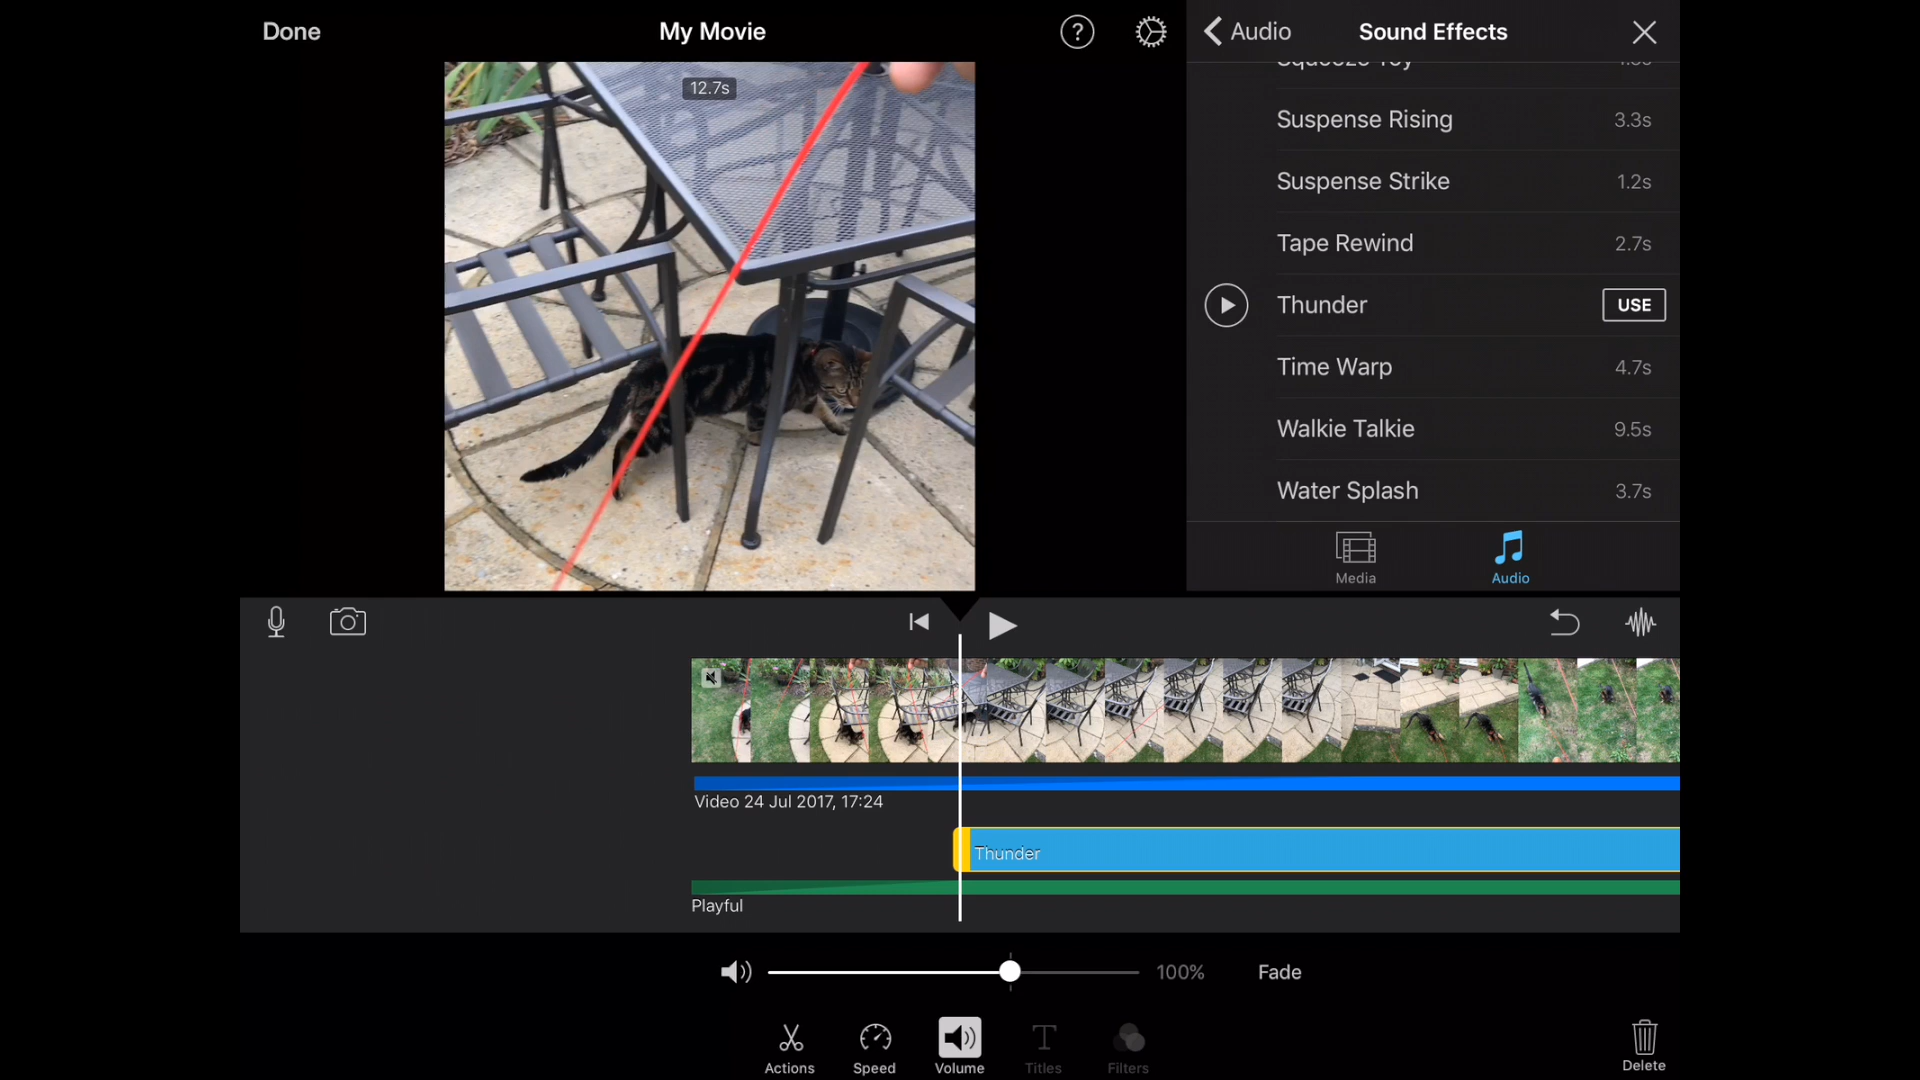 Done
My Movie
?
Audio
Sound Effects
12.7s
Squeeze Toy
Suspense Rising 3.3s
Suspense Strike 1.2s
Tape Rewind 2.7s
Thunder USE
Time Warp 4.7s
Walkie Talkie 9.5s
Water Splash 3.7s
Media
Audio
Video 24 Jul 2017, 17:24
Thunder
Playful
100%
Fade
Actions
Speed
Volume
Titles
Filters
Delete